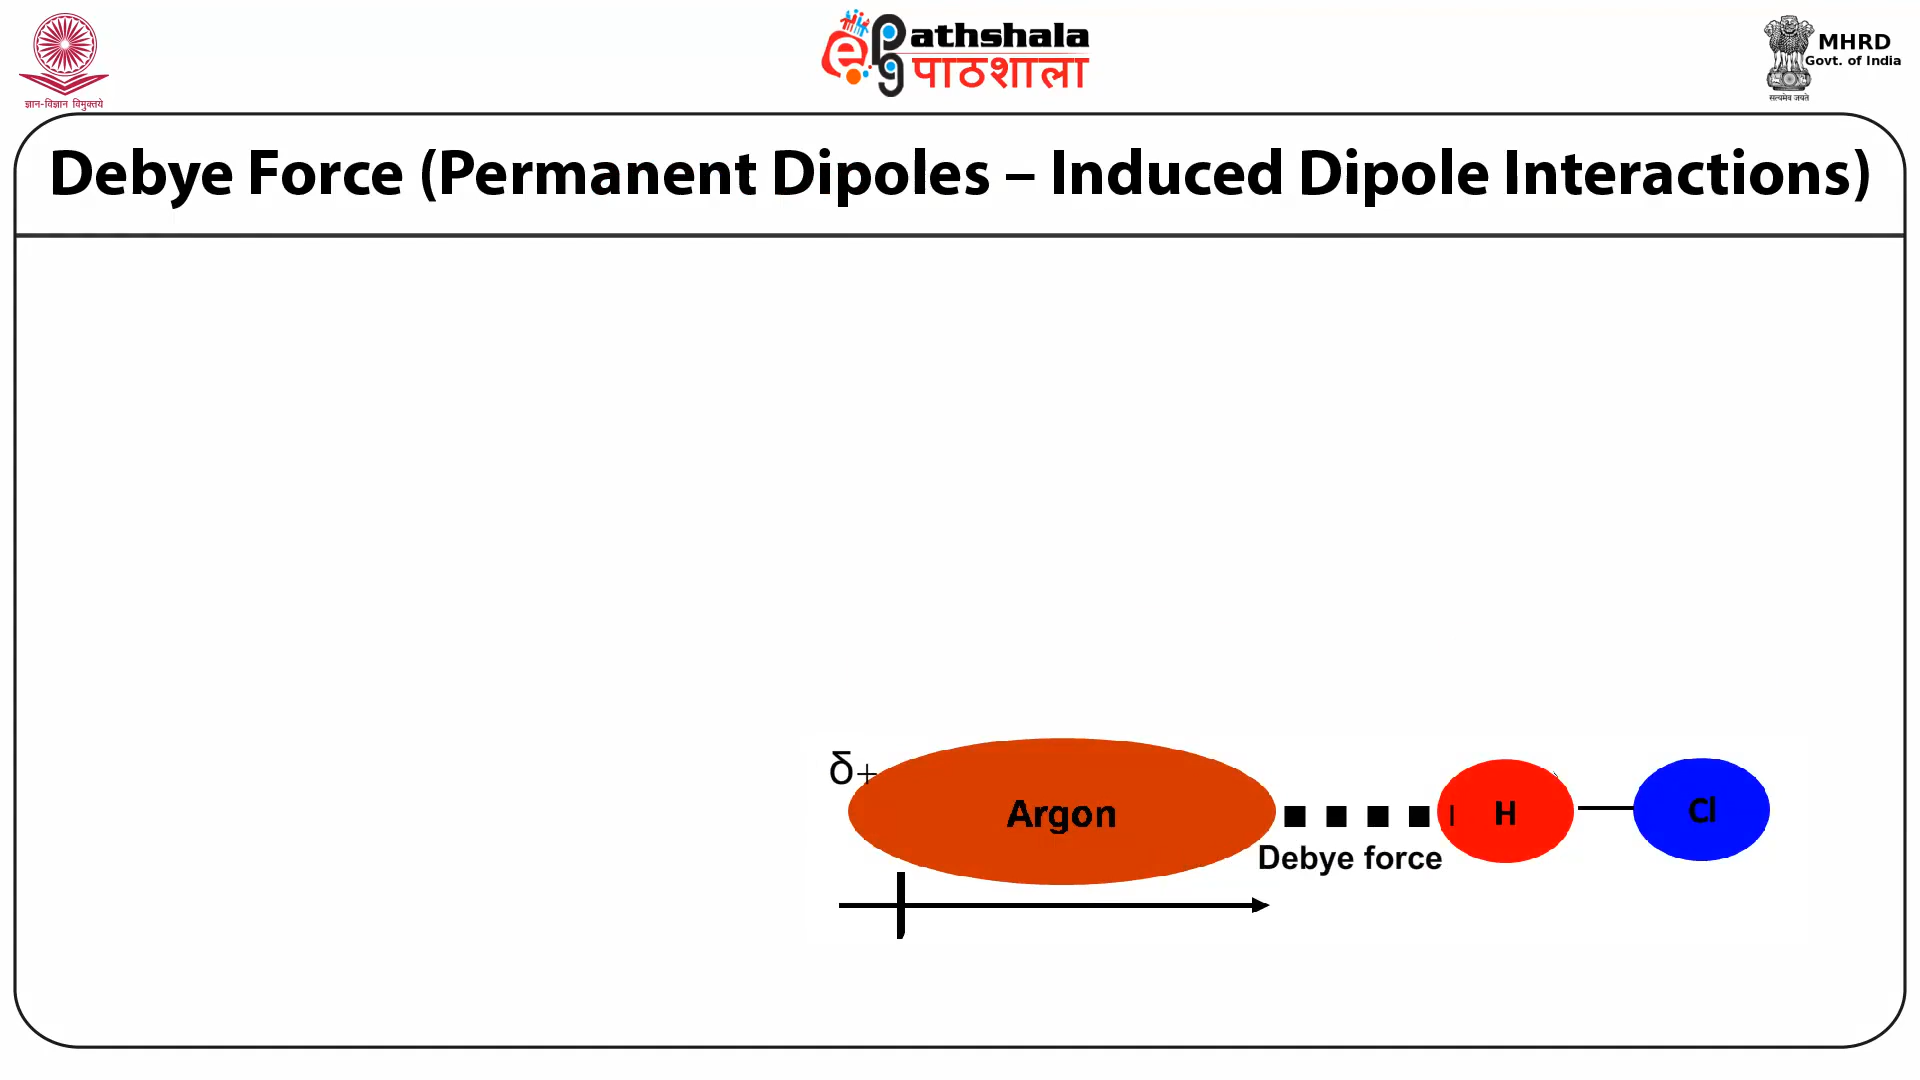 ज्ञान-विज्ञान विमुक्तये
ePathshala
पाठशाला
MHRD
Govt. of India
सत्यमेव जयते
Debye Force (Permanent Dipoles – Induced Dipole Interactions)
δ+
Argon
H
Cl
Debye force